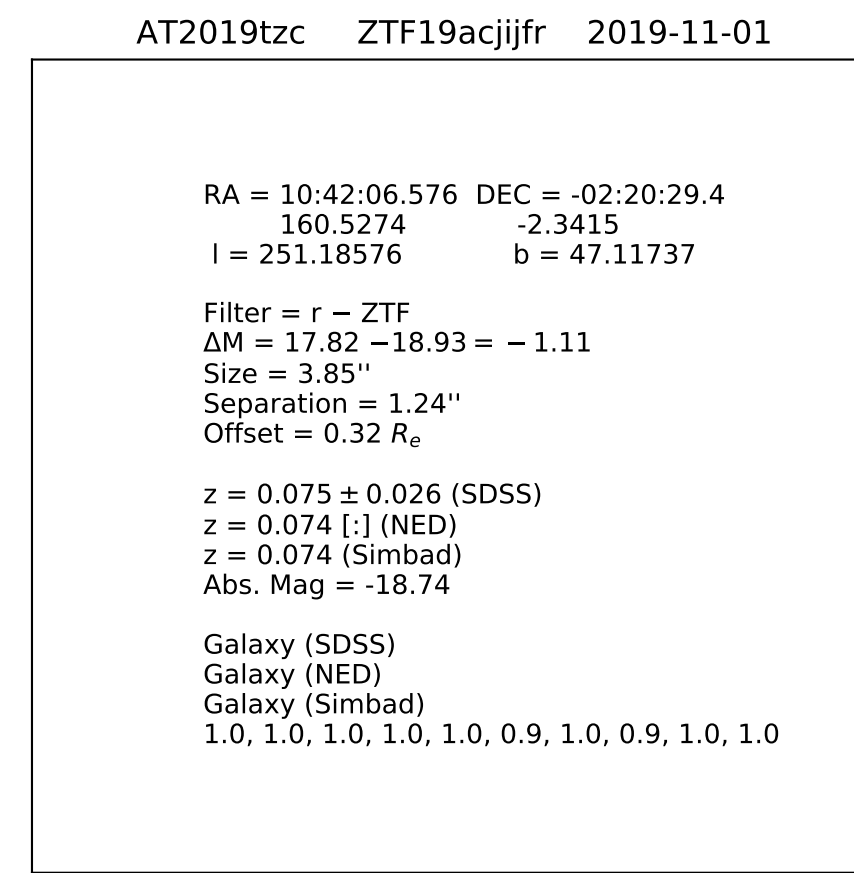 AT2019tzc ZTF19acjijfr 2019-11-01
RA = 10:42:06.576 DEC = -02:20:29.4
160.5274 -2.3415
l = 251.18576 b = 47.11737
Filter = r − ZTF
ΔM = 17.82 −18.93 = − 1.11
Size = 3.85''
Separation = 1.24''
Offset = 0.32 Re
z = 0.075 ± 0.026 (SDSS)
z = 0.074 [:] (NED)
z = 0.074 (Simbad)
Abs. Mag = -18.74
Galaxy (SDSS)
Galaxy (NED)
Galaxy (Simbad)
1.0, 1.0, 1.0, 1.0, 1.0, 0.9, 1.0, 0.9, 1.0, 1.0